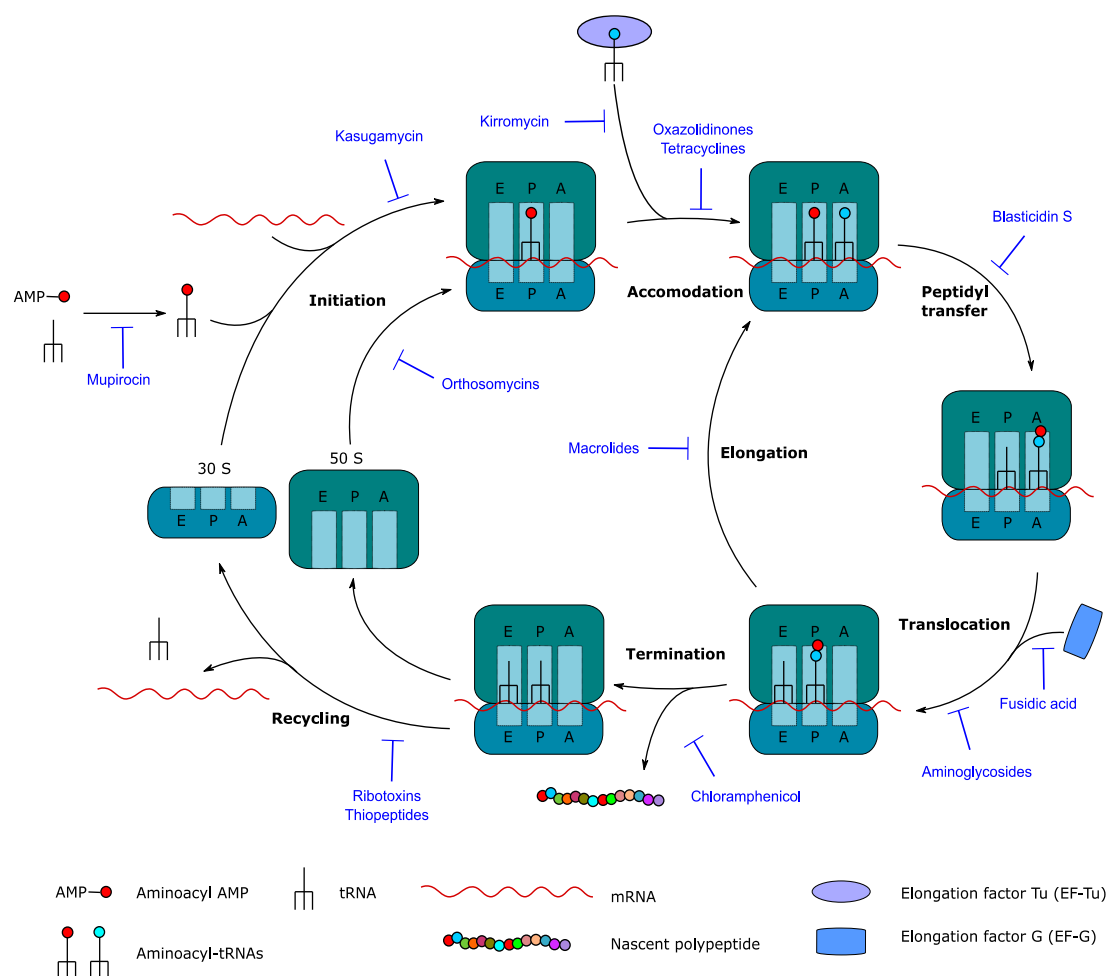 Kirromycin
Oxazolidinones
Tetracyclines
Kasugamycin
E P A
E P A
Blasticidin S
E P A
E P A
Initiation
Accomodation
Peptidyl
transfer
AMP
Mupirocin
Orthosomycins
E P A
E P A
Macrolides
Elongation
30 S
50 S
E P A
E P A
E P A
E P A
E P A
E P A
Translocation
Termination
Fusidic acid
Recycling
Aminoglycosides
Ribotoxins
Thiopeptides
Chloramphenicol
AMP
Aminoacyl AMP
tRNA
mRNA
Elongation factor Tu (EF-Tu)
Aminoacyl-tRNAs
Nascent polypeptide
Elongation factor G (EF-G)